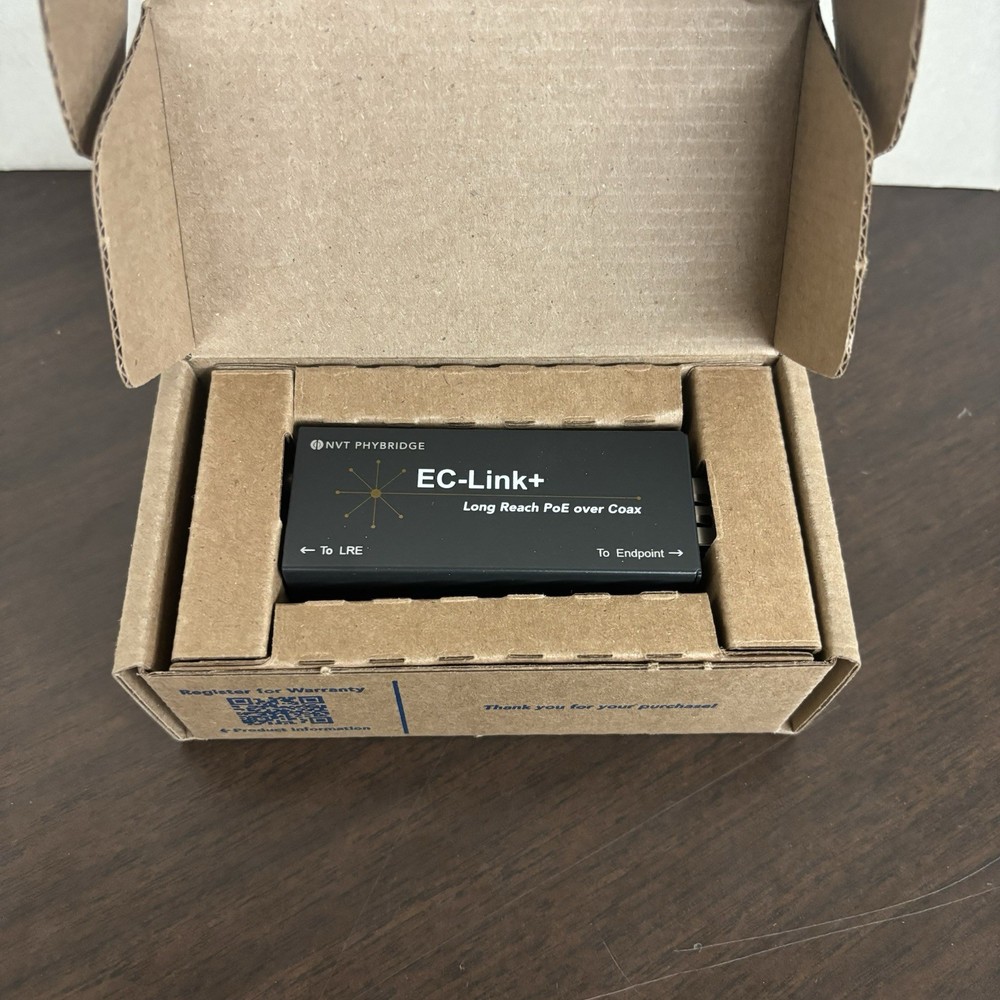 NVT PHYBRIDGE
EC-Link+
Long Reach PoE over Coax
← To LRE
To Endpoint →
Register for Warranty
& Product Information
Thank you for your purchase!